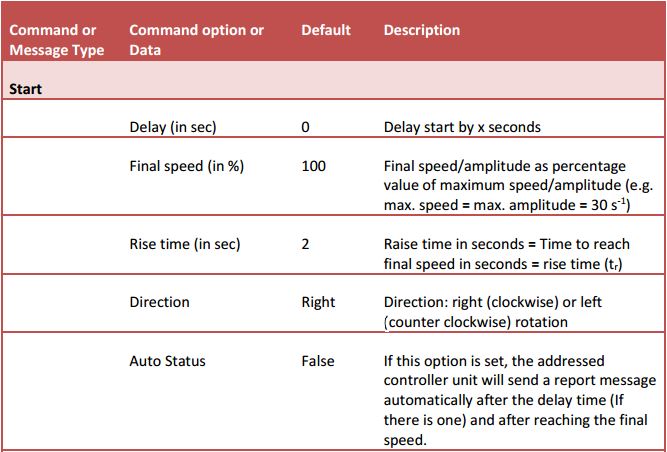 Command or Message Type | Command option or Data | Default | Description
Start
Delay (in sec) | 0 | Delay start by x seconds
Final speed (in %) | 100 | Final speed/amplitude as percentage
value of maximum speed/amplitude (e.g.
max. speed = max. amplitude = 30 s⁻¹)
Rise time (in sec) | 2 | Raise time in seconds = Time to reach
final speed in seconds = rise time (tᵣ)
Direction | Right | Direction: right (clockwise) or left
(counter clockwise) rotation
Auto Status | False | If this option is set, the addressed
controller unit will send a report message
automatically after the delay time (If
there is one) and after reaching the final
speed.